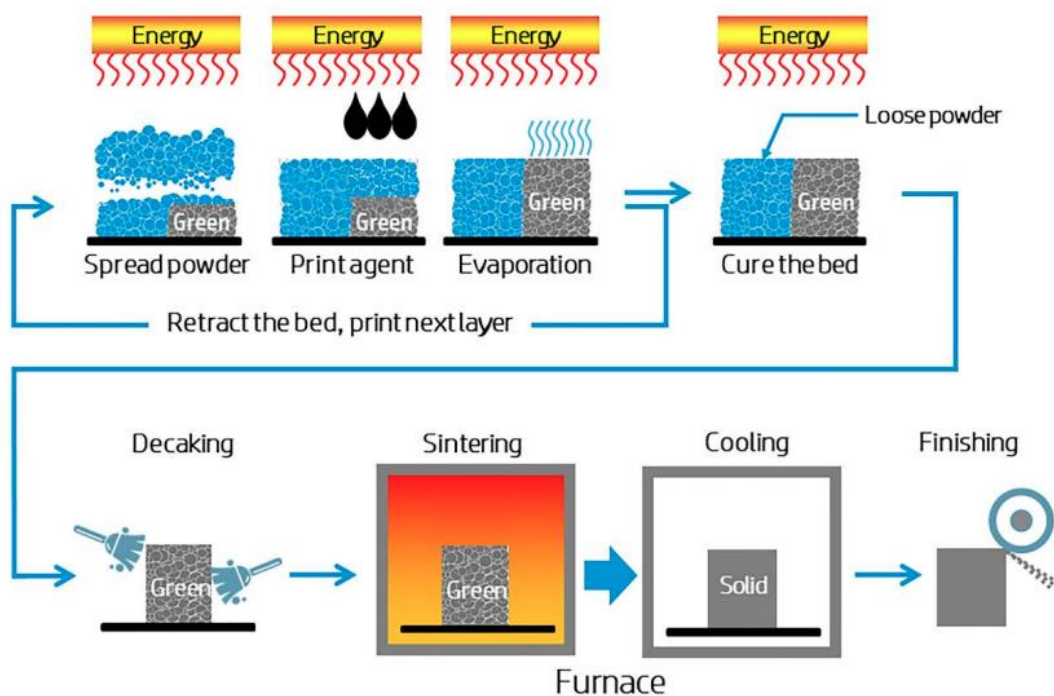 Energy
Energy
Energy
Energy
Loose powder
Green
Green
Green
Green
Spread powder
Print agent
Evaporation
Cure the bed
Retract the bed, print next layer
Decaking
Sintering
Cooling
Finishing
Green
Green
Solid
Furnace